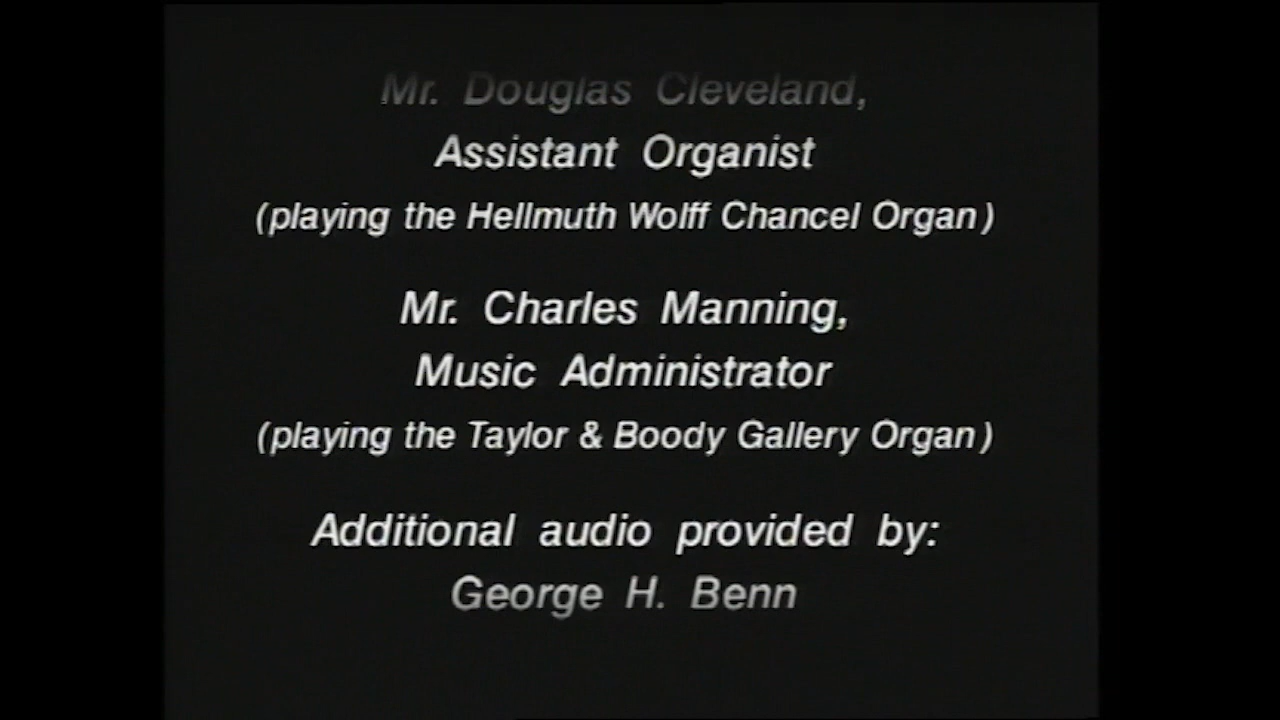 Mr. Douglas Cleveland,
Assistant Organist
(playing the Hellmuth Wolff Chancel Organ)
Mr. Charles Manning,
Music Administrator
(playing the Taylor & Boody Gallery Organ)
Additional audio provided by:
George H. Benn